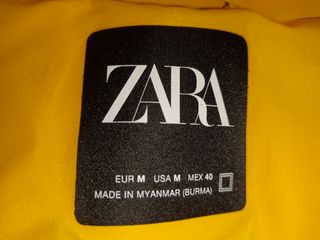 ZARA
EUR M USA M MEX 40
MADE IN MYANMAR (BURMA)